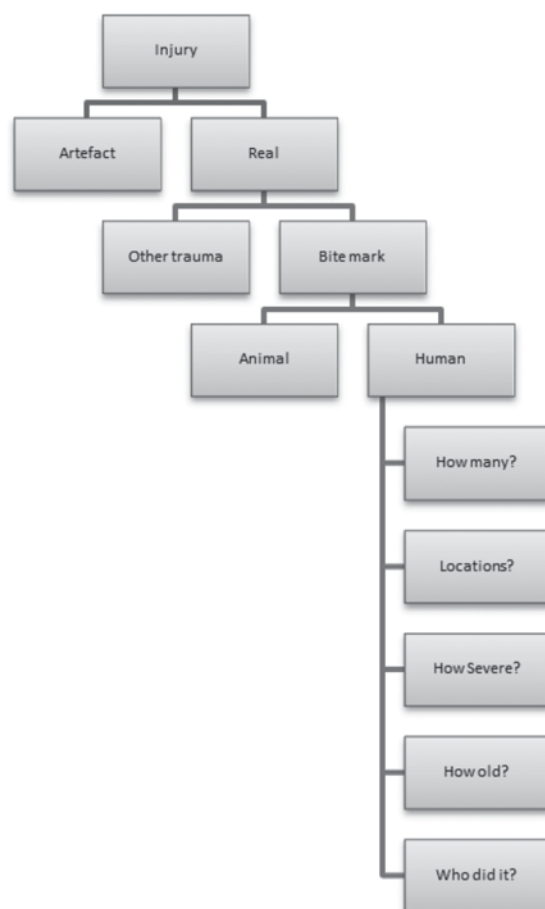 Injury
Artefact
Real
Other trauma
Bite mark
Animal
Human
How many?
Locations?
How Severe?
How old?
Who did it?